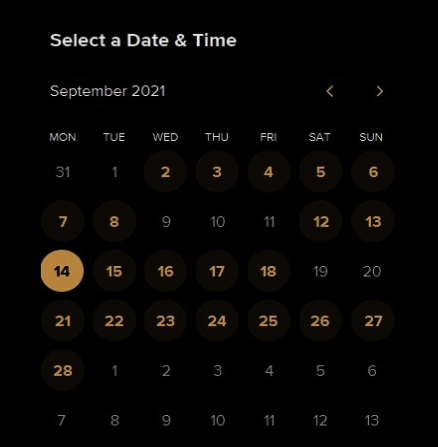 Select a Date & Time
September 2021 < >
MON TUE WED THU FRI SAT SUN
31 1 2 3 4 5 6
7 8 9 10 11 12 13
14 15 16 17 18 19 20
21 22 23 24 25 26 27
28 1 2 3 4 5 6
7 8 9 10 11 12 13